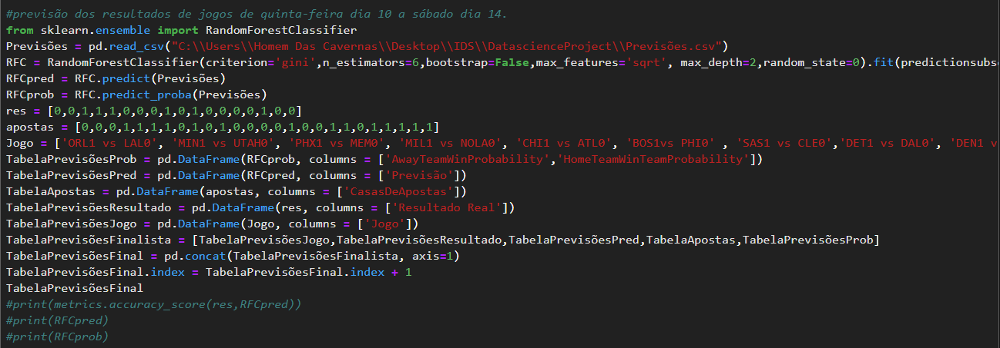 #previsão dos resultados de jogos de quinta-feira dia 10 a sábado dia 14.
from sklearn.ensemble import RandomForestClassifier
Previsões = pd.read_csv("C:\\Users\\Homem Das Cavernas\\Desktop\\IDS\\DatascienceProject\\Previsões.csv")
RFC = RandomForestClassifier(criterion='gini',n_estimators=6,bootstrap=False,max_features='sqrt', max_depth=2,random_state=0).fit(predictionsubs
RFCpred = RFC.predict(Previsões)
RFCprob = RFC.predict_proba(Previsões)
res = [0,0,1,1,1,0,0,0,1,0,1,0,0,0,0,1,0,0]
apostas = [0,0,0,1,1,1,1,0,1,0,1,0,0,0,0,1,0,0,1,1,0,1,1,1,1,1]
Jogo = ['ORL1 vs LAL0', 'MIN1 vs UTAH0', 'PHX1 vs MEM0', 'MIL1 vs NOLA0', 'CHI1 vs ATL0', 'BOS1vs PHI0' , 'SAS1 vs CLE0','DET1 vs DAL0', 'DEN1 v
TabelaPrevisõesProb = pd.DataFrame(RFCprob, columns = ['AwayTeamWinProbability','HomeTeamWinTeamProbability'])
TabelaPrevisõesPred = pd.DataFrame(RFCpred, columns = ['Previsão'])
TabelaApostas = pd.DataFrame(apostas, columns = ['CasasDeApostas'])
TabelaPrevisõesResultado = pd.DataFrame(res, columns = ['Resultado Real'])
TabelaPrevisõesJogo = pd.DataFrame(Jogo, columns = ['Jogo'])
TabelaPrevisõesFinalista = [TabelaPrevisõesJogo,TabelaPrevisõesResultado,TabelaPrevisõesPred,TabelaApostas,TabelaPrevisõesProb]
TabelaPrevisõesFinal = pd.concat(TabelaPrevisõesFinalista, axis=1)
TabelaPrevisõesFinal.index = TabelaPrevisõesFinal.index + 1
TabelaPrevisõesFinal
#print(metrics.accuracy_score(res,RFCpred))
#print(RFCpred)
#print(RFCprob)